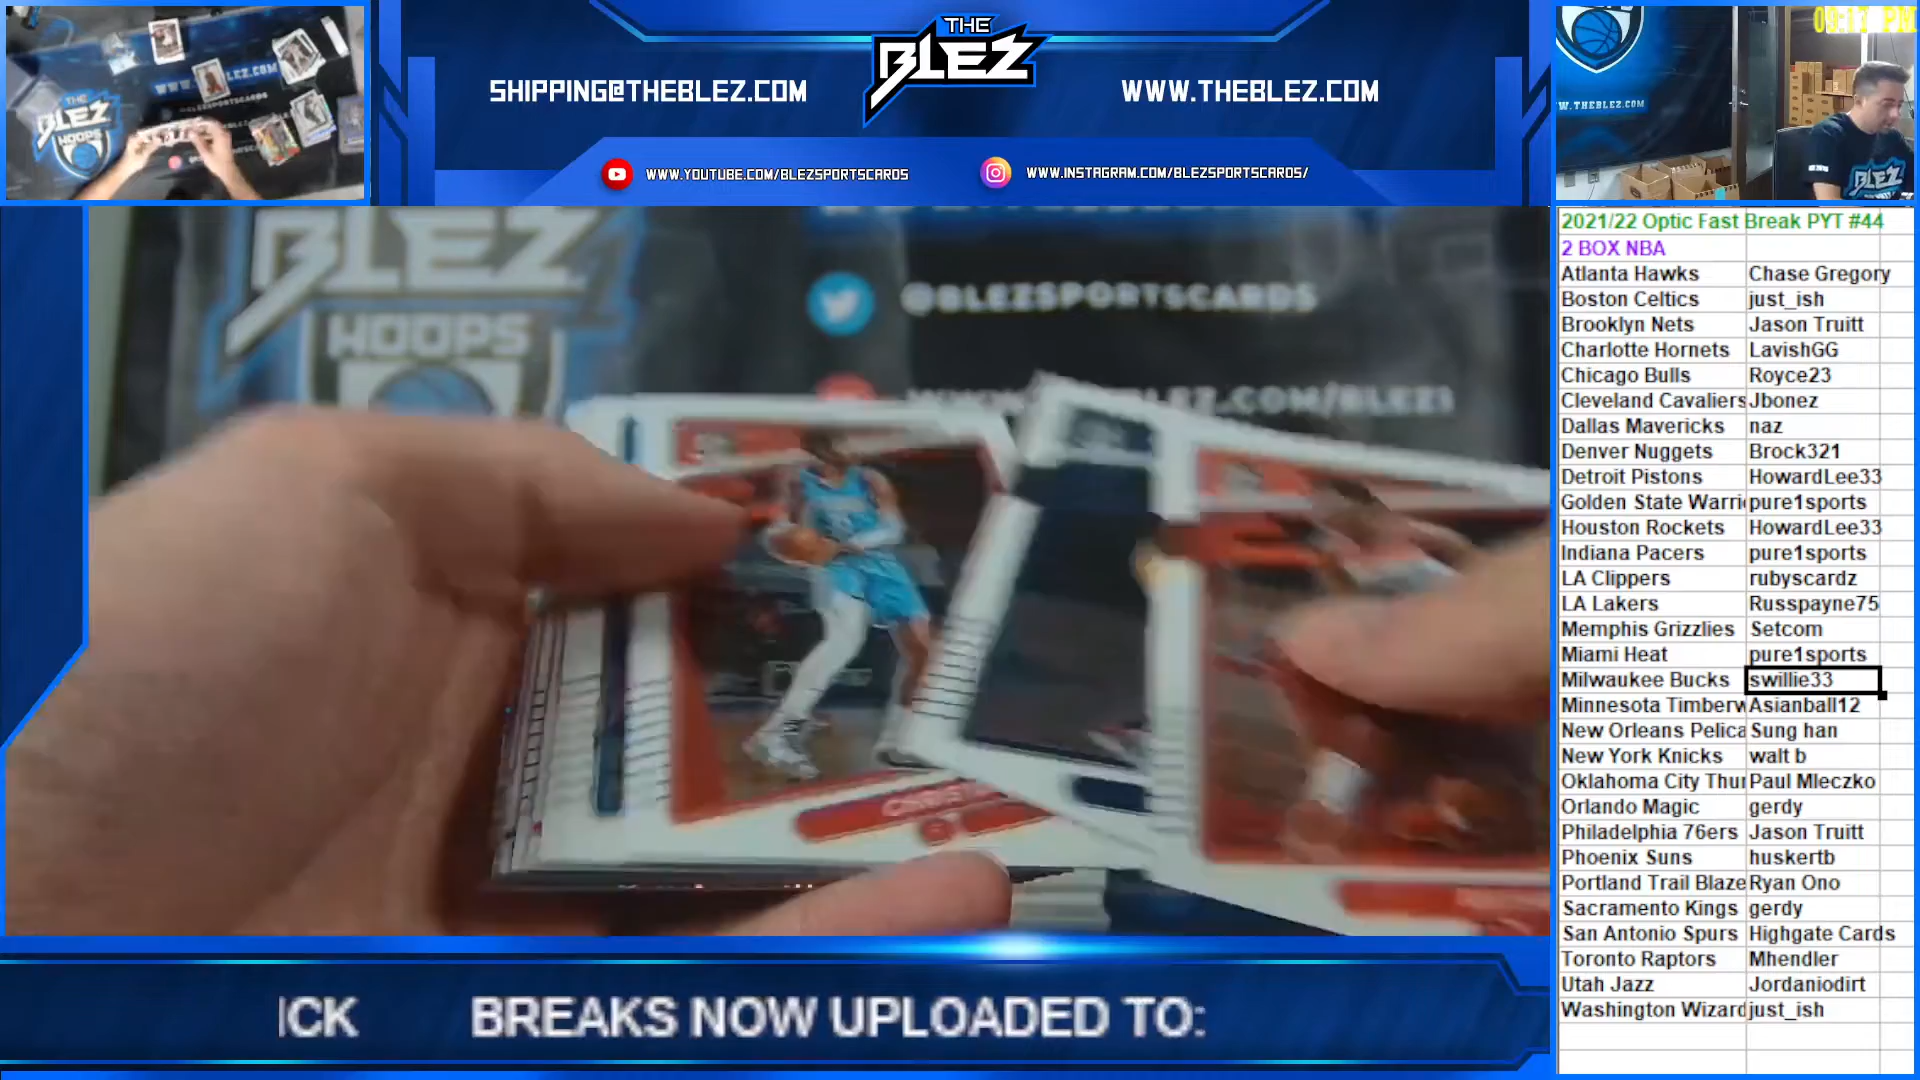 THE
BLEZ
SHIPPING@THEBLEZ.COM
WWW.THEBLEZ.COM
WWW.YOUTUBE.COM/BLEZSPORTSCARDS
WWW.INSTAGRAM.COM/BLEZSPORTSCARDS/
THE
BLEZ
HOOPS
W.THEBLEZ.COM
BLEZ
BLEZ
HOOPS
@BLEZSPORTSCARDS
2021/22 Optic Fast Break PYT #44
2 BOX NBA
Atlanta Hawks Chase Gregory
Boston Celtics just_ish
Brooklyn Nets Jason Truitt
Charlotte Hornets LavishGG
Chicago Bulls Royce23
Cleveland Cavaliers Jbonez
Dallas Mavericks naz
Denver Nuggets Brock321
Detroit Pistons HowardLee33
Golden State Warri pure1sports
Houston Rockets HowardLee33
Indiana Pacers pure1sports
LA Clippers rubyscardz
LA Lakers Russpayne75
Memphis Grizzlies Setcom
Miami Heat pure1sports
Milwaukee Bucks swillie33
Minnesota Timberw Asianball12
New Orleans Pelica Sung han
New York Knicks walt b
Oklahoma City Thu Paul Mleczko
Orlando Magic gerdy
Philadelphia 76ers Jason Truitt
Phoenix Suns huskertb
Portland Trail Blaze Ryan Ono
Sacramento Kings gerdy
San Antonio Spurs Highgate Cards
Toronto Raptors Mhendler
Utah Jazz Jordaniodirt
Washington Wizard just_ish
ICK BREAKS NOW UPLOADED TO: